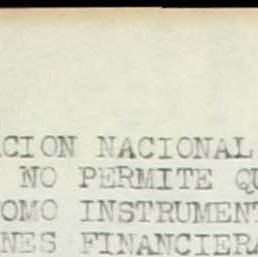 CION NACIONAL
NO PERMITE QU
OMO INSTRUMENT
NES FINANCIERA